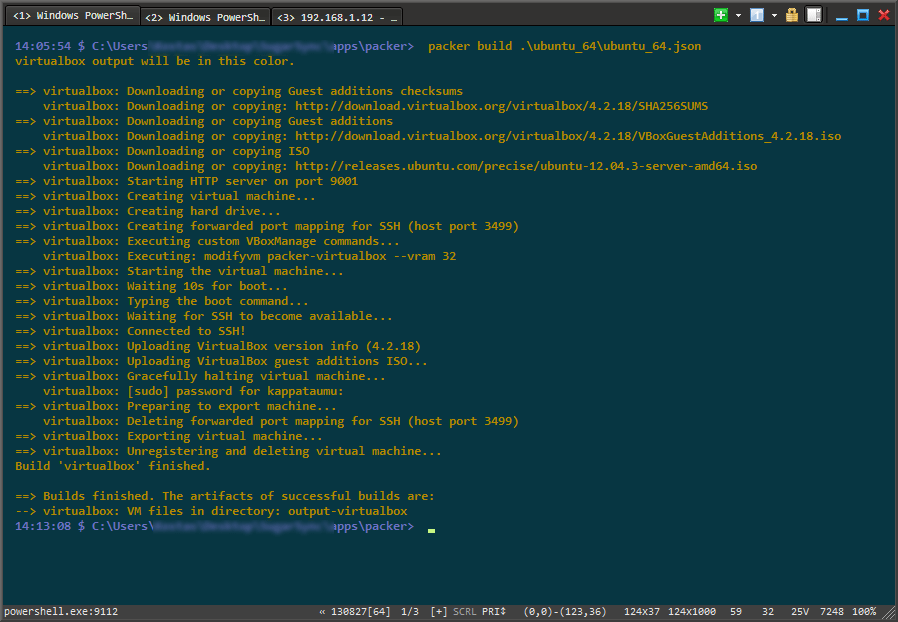 <1> Windows PowerSh… <2> Windows PowerSh… <3> 192.168.1.12 - …
14:05:54 $ C:\Users\ apps\packer> packer build .\ubuntu_64\ubuntu_64.json
virtualbox output will be in this color.
==> virtualbox: Downloading or copying Guest additions checksums
virtualbox: Downloading or copying: http://download.virtualbox.org/virtualbox/4.2.18/SHA256SUMS
==> virtualbox: Downloading or copying Guest additions
virtualbox: Downloading or copying: http://download.virtualbox.org/virtualbox/4.2.18/VBoxGuestAdditions_4.2.18.iso
==> virtualbox: Downloading or copying ISO
virtualbox: Downloading or copying: http://releases.ubuntu.com/precise/ubuntu-12.04.3-server-amd64.iso
==> virtualbox: Starting HTTP server on port 9001
==> virtualbox: Creating virtual machine...
==> virtualbox: Creating hard drive...
==> virtualbox: Creating forwarded port mapping for SSH (host port 3499)
==> virtualbox: Executing custom VBoxManage commands...
virtualbox: Executing: modifyvm packer-virtualbox --vram 32
==> virtualbox: Starting the virtual machine...
==> virtualbox: Waiting 10s for boot...
==> virtualbox: Typing the boot command...
==> virtualbox: Waiting for SSH to become available...
==> virtualbox: Connected to SSH!
==> virtualbox: Uploading VirtualBox version info (4.2.18)
==> virtualbox: Uploading VirtualBox guest additions ISO...
==> virtualbox: Gracefully halting virtual machine...
virtualbox: [sudo] password for kappataumu:
==> virtualbox: Preparing to export machine...
virtualbox: Deleting forwarded port mapping for SSH (host port 3499)
==> virtualbox: Exporting virtual machine...
==> virtualbox: Unregistering and deleting virtual machine...
Build 'virtualbox' finished.
==> Builds finished. The artifacts of successful builds are:
--> virtualbox: VM files in directory: output-virtualbox
14:13:08 $ C:\Users\ apps\packer>
powershell.exe:9112 « 130827[64] 1/3 [+] SCRL PRI‡ (0,0)-(123,36) 124x37 124x1000 59 32 25V 7248 100%